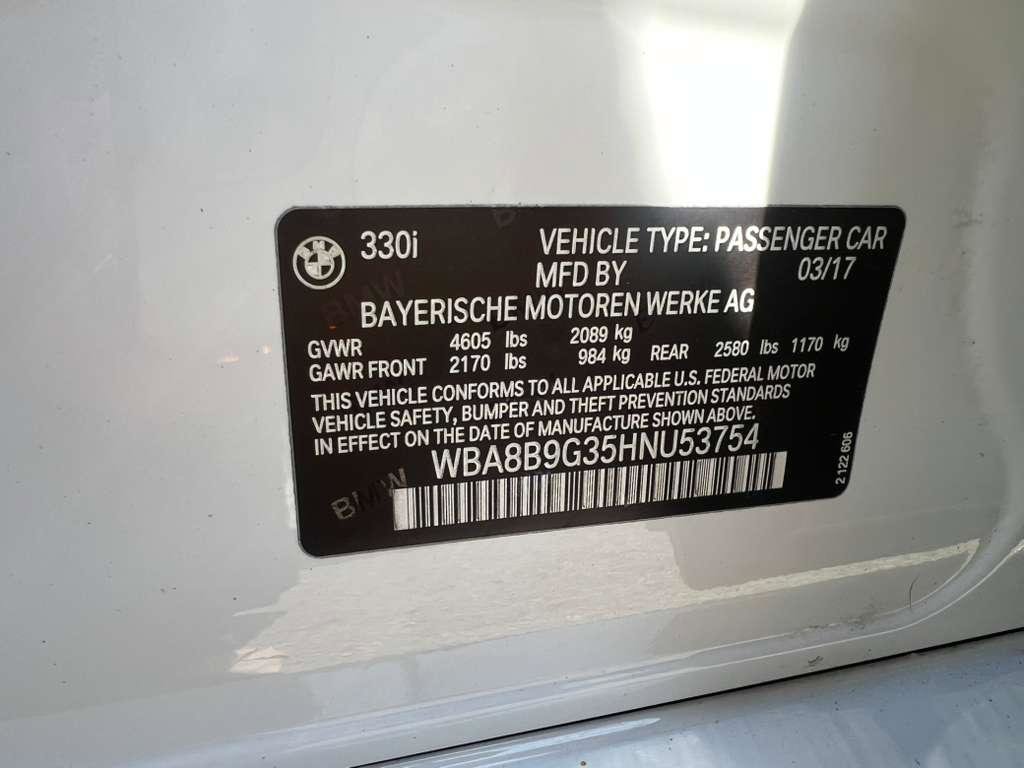 330i VEHICLE TYPE: PASSENGER CAR
MFD BY 03/17
BAYERISCHE MOTOREN WERKE AG
GVWR 4605 lbs 2089 kg
GAWR FRONT 2170 lbs 984 kg REAR 2580 lbs 1170 kg
THIS VEHICLE CONFORMS TO ALL APPLICABLE U.S. FEDERAL MOTOR
VEHICLE SAFETY, BUMPER AND THEFT PREVENTION STANDARDS
IN EFFECT ON THE DATE OF MANUFACTURE SHOWN ABOVE.
WBA8B9G35HNU53754
2 122 606
BMW
BMW